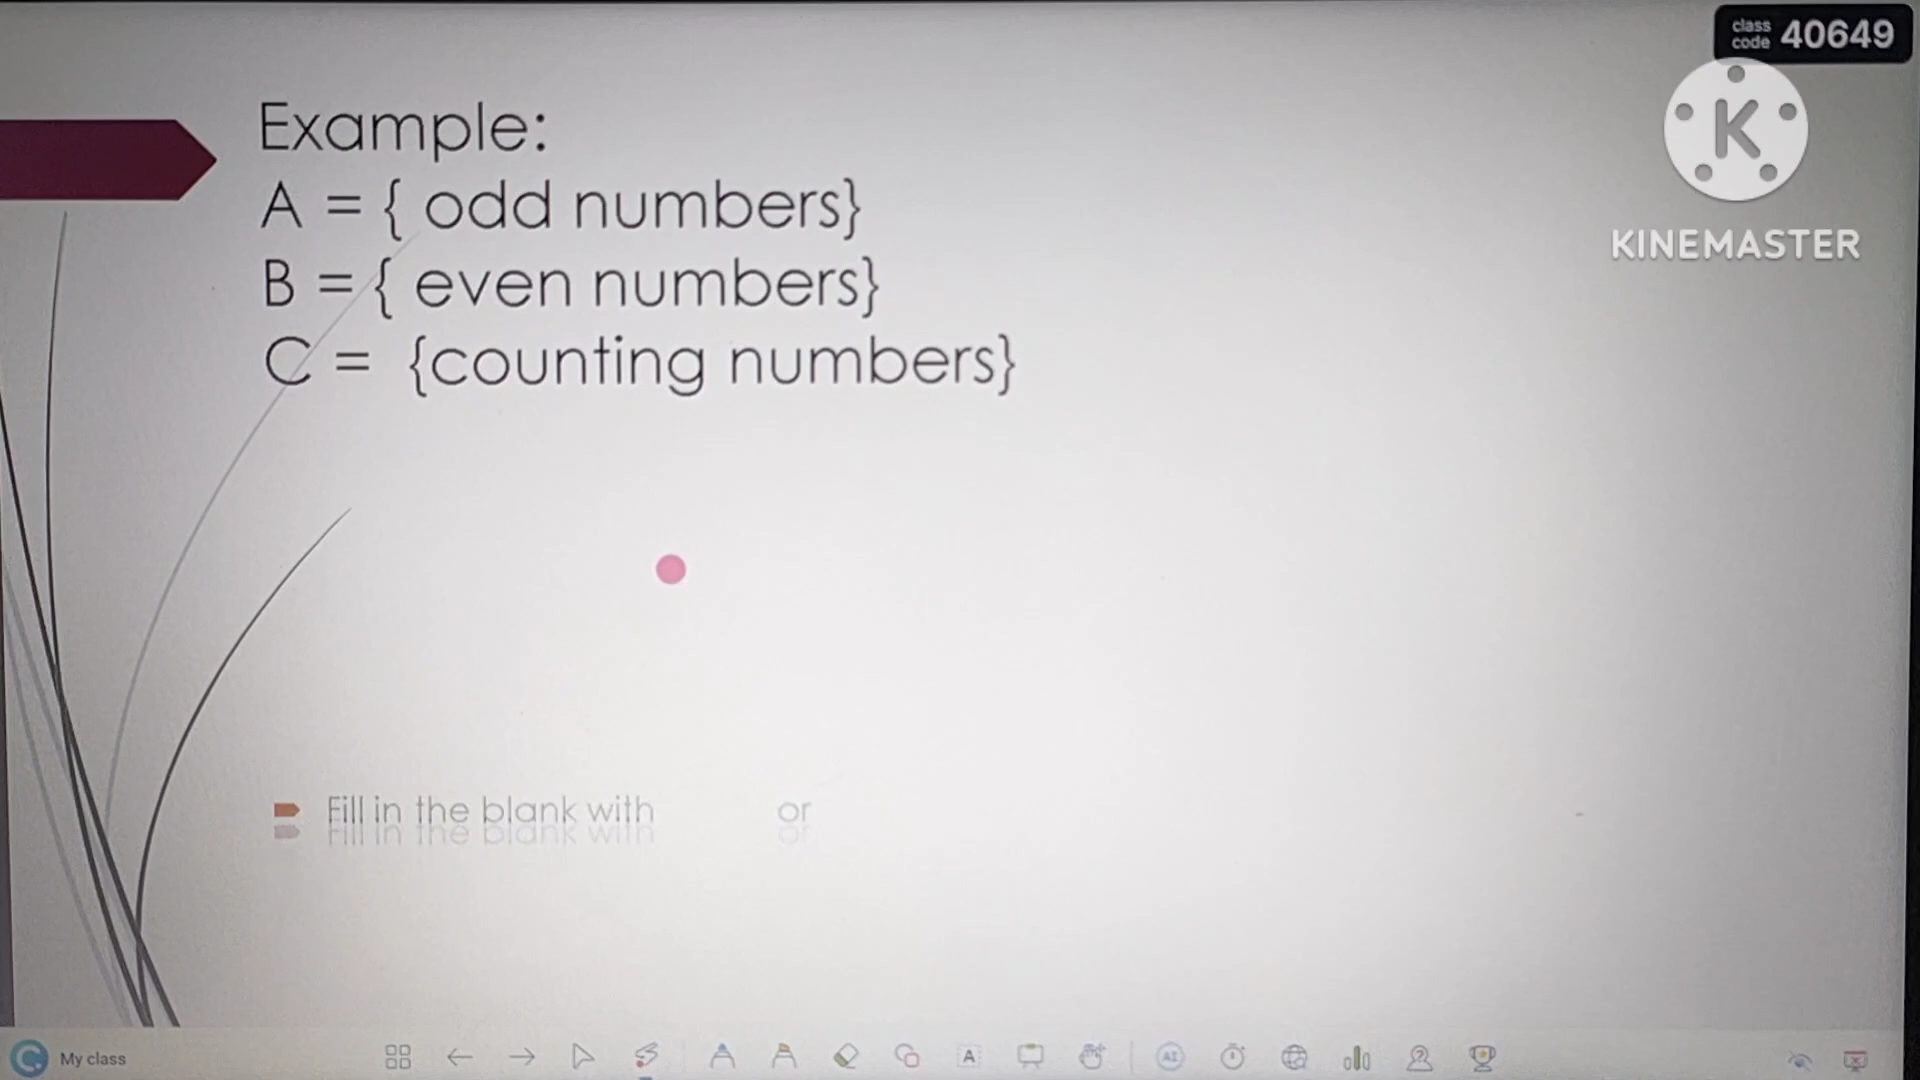 class code 40649
KINEMASTER
Example:
A = { odd numbers}
B = { even numbers}
C = {counting numbers}
Fill in the blank with or
My class